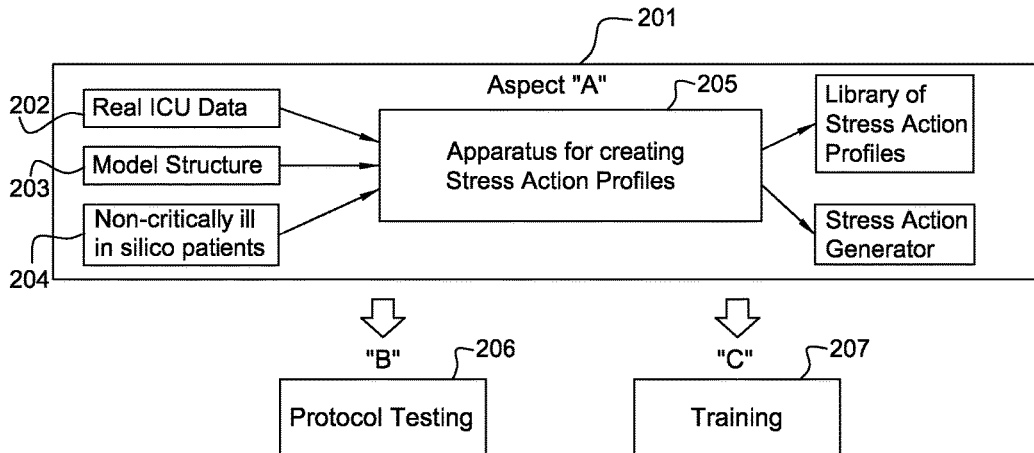 201
Aspect "A"
202
Real ICU Data
203
Model Structure
204
Non-critically ill
in silico patients
205
Apparatus for creating
Stress Action Profiles
Library of
Stress Action
Profiles
Stress Action
Generator
"B"
206
Protocol Testing
"C"
207
Training